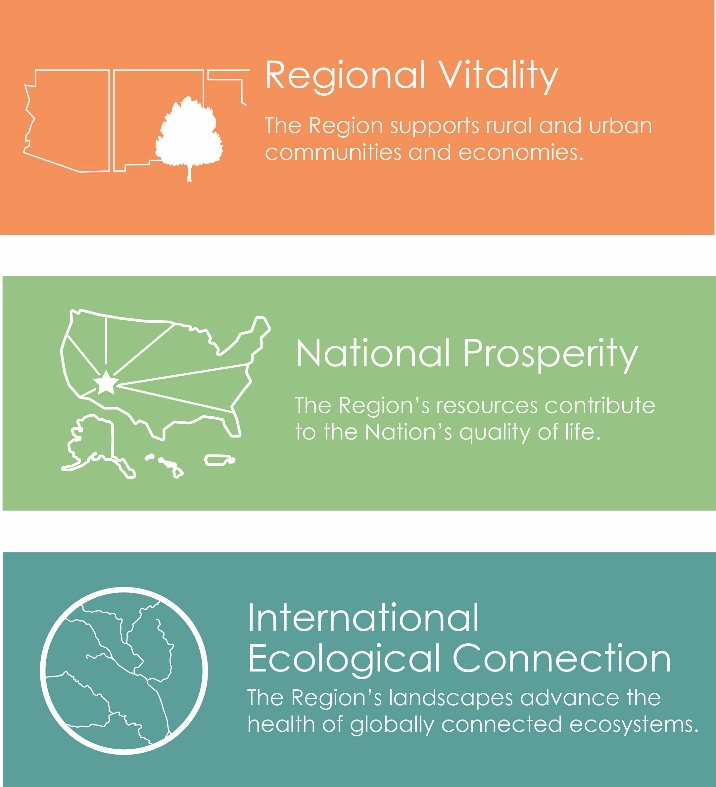 Regional Vitality
The Region supports rural and urban
communities and economies.
National Prosperity
The Region's resources contribute
to the Nation's quality of life.
International
Ecological Connection
The Region's landscapes advance the
health of globally connected ecosystems.